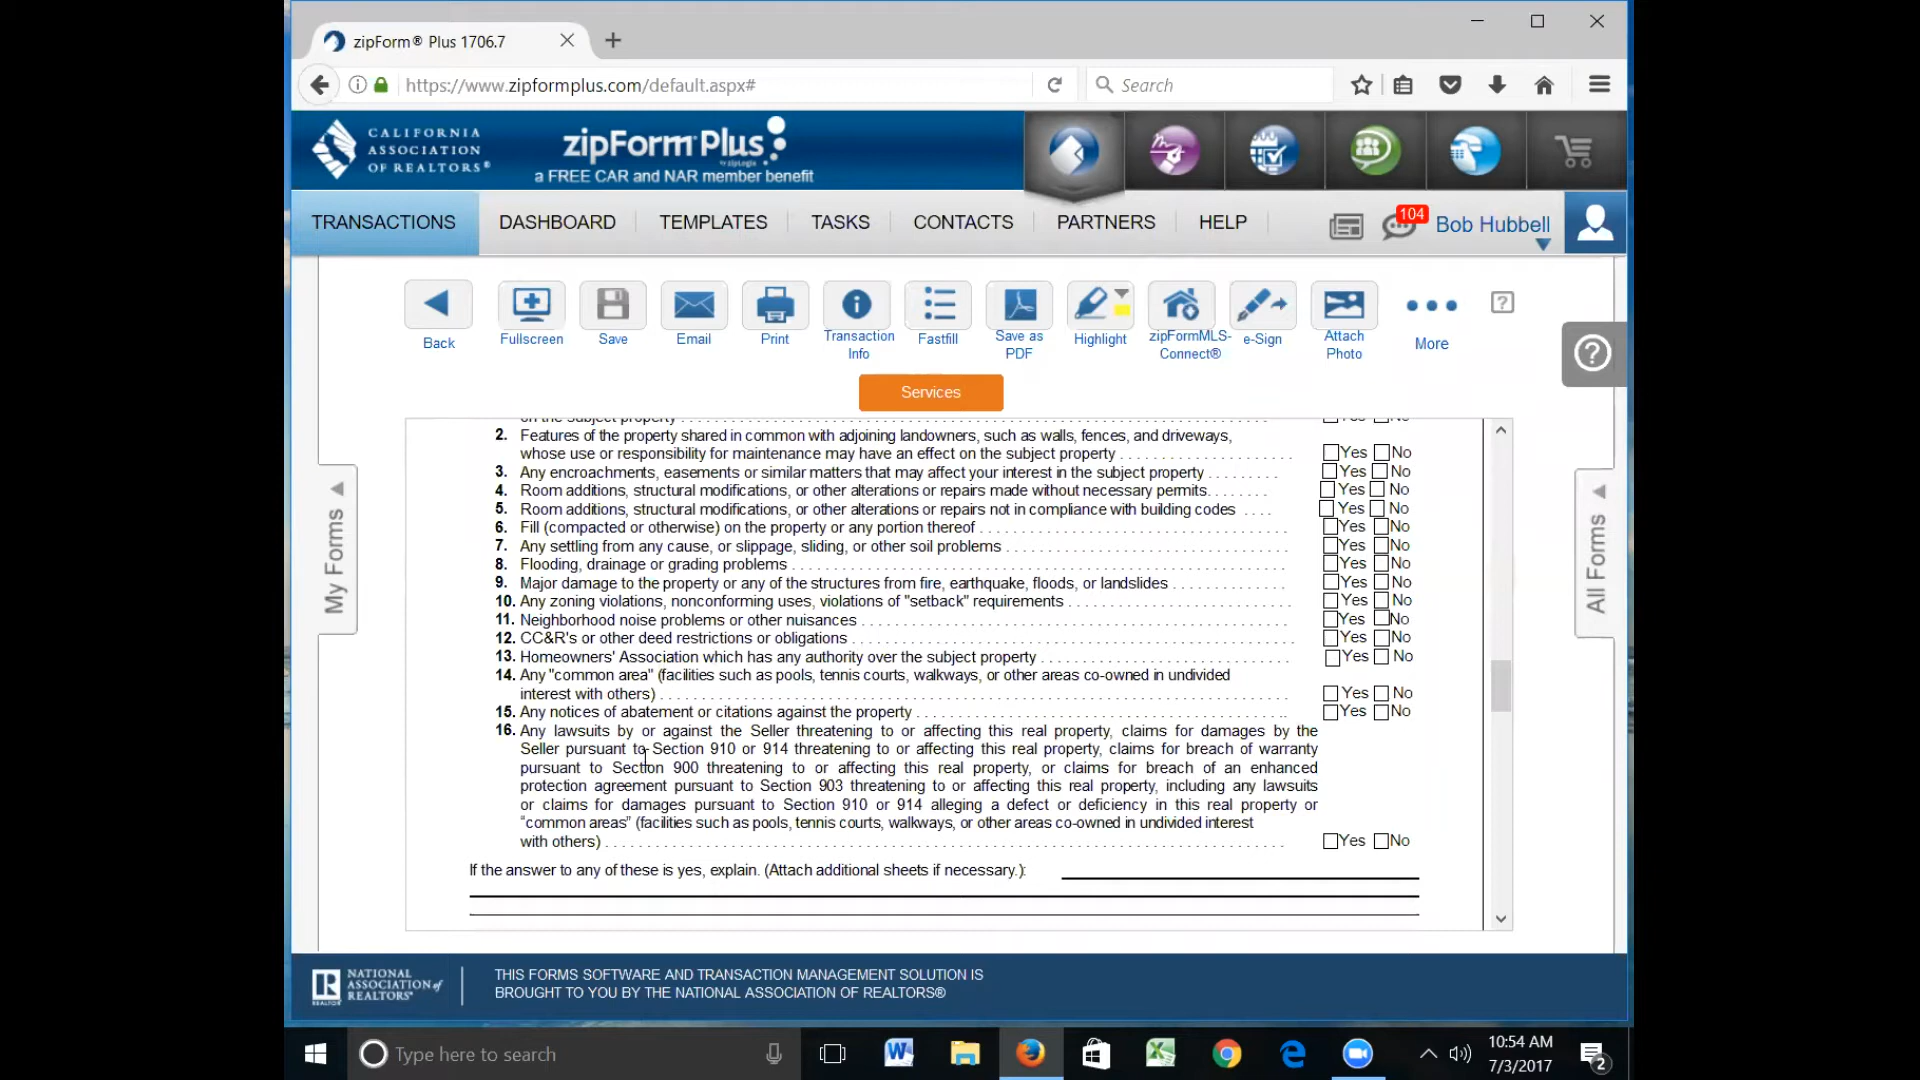 zipForm® Plus 1706.7
https://www.zipformplus.com/default.aspx#
Search
CALIFORNIA
ASSOCIATION
OF REALTORS®
zipForm Plus
by zipLogix
a FREE CAR and NAR member benefit
TRANSACTIONS DASHBOARD TEMPLATES TASKS CONTACTS PARTNERS HELP
104
Bob Hubbell
Back
Fullscreen
Save
Email
Print
Transaction
Info
Fastfill
Save as
PDF
Highlight
zipFormMLS-
Connect®
e-Sign
Attach
Photo
More
Services
My Forms
All Forms
on the subject property Yes No
2. Features of the property shared in common with adjoining landowners, such as walls, fences, and driveways,
whose use or responsibility for maintenance may have an effect on the subject property Yes No
3. Any encroachments, easements or similar matters that may affect your interest in the subject property Yes No
4. Room additions, structural modifications, or other alterations or repairs made without necessary permits Yes No
5. Room additions, structural modifications, or other alterations or repairs not in compliance with building codes Yes No
6. Fill (compacted or otherwise) on the property or any portion thereof Yes No
7. Any settling from any cause, or slippage, sliding, or other soil problems Yes No
8. Flooding, drainage or grading problems Yes No
9. Major damage to the property or any of the structures from fire, earthquake, floods, or landslides Yes No
10. Any zoning violations, nonconforming uses, violations of "setback" requirements Yes No
11. Neighborhood noise problems or other nuisances Yes No
12. CC&R's or other deed restrictions or obligations Yes No
13. Homeowners' Association which has any authority over the subject property Yes No
14. Any "common area" (facilities such as pools, tennis courts, walkways, or other areas co-owned in undivided
interest with others) Yes No
15. Any notices of abatement or citations against the property Yes No
16. Any lawsuits by or against the Seller threatening to or affecting this real property, claims for damages by the
Seller pursuant to Section 910 or 914 threatening to or affecting this real property, claims for breach of warranty
pursuant to Section 900 threatening to or affecting this real property, or claims for breach of an enhanced
protection agreement pursuant to Section 903 threatening to or affecting this real property, including any lawsuits
or claims for damages pursuant to Section 910 or 914 alleging a defect or deficiency in this real property or
“common areas” (facilities such as pools, tennis courts, walkways, or other areas co-owned in undivided interest
with others) Yes No
If the answer to any of these is yes, explain. (Attach additional sheets if necessary.):
NATIONAL
ASSOCIATION of
REALTORS®
THIS FORMS SOFTWARE AND TRANSACTION MANAGEMENT SOLUTION IS
BROUGHT TO YOU BY THE NATIONAL ASSOCIATION OF REALTORS®
Type here to search
10:54 AM
7/3/2017
2